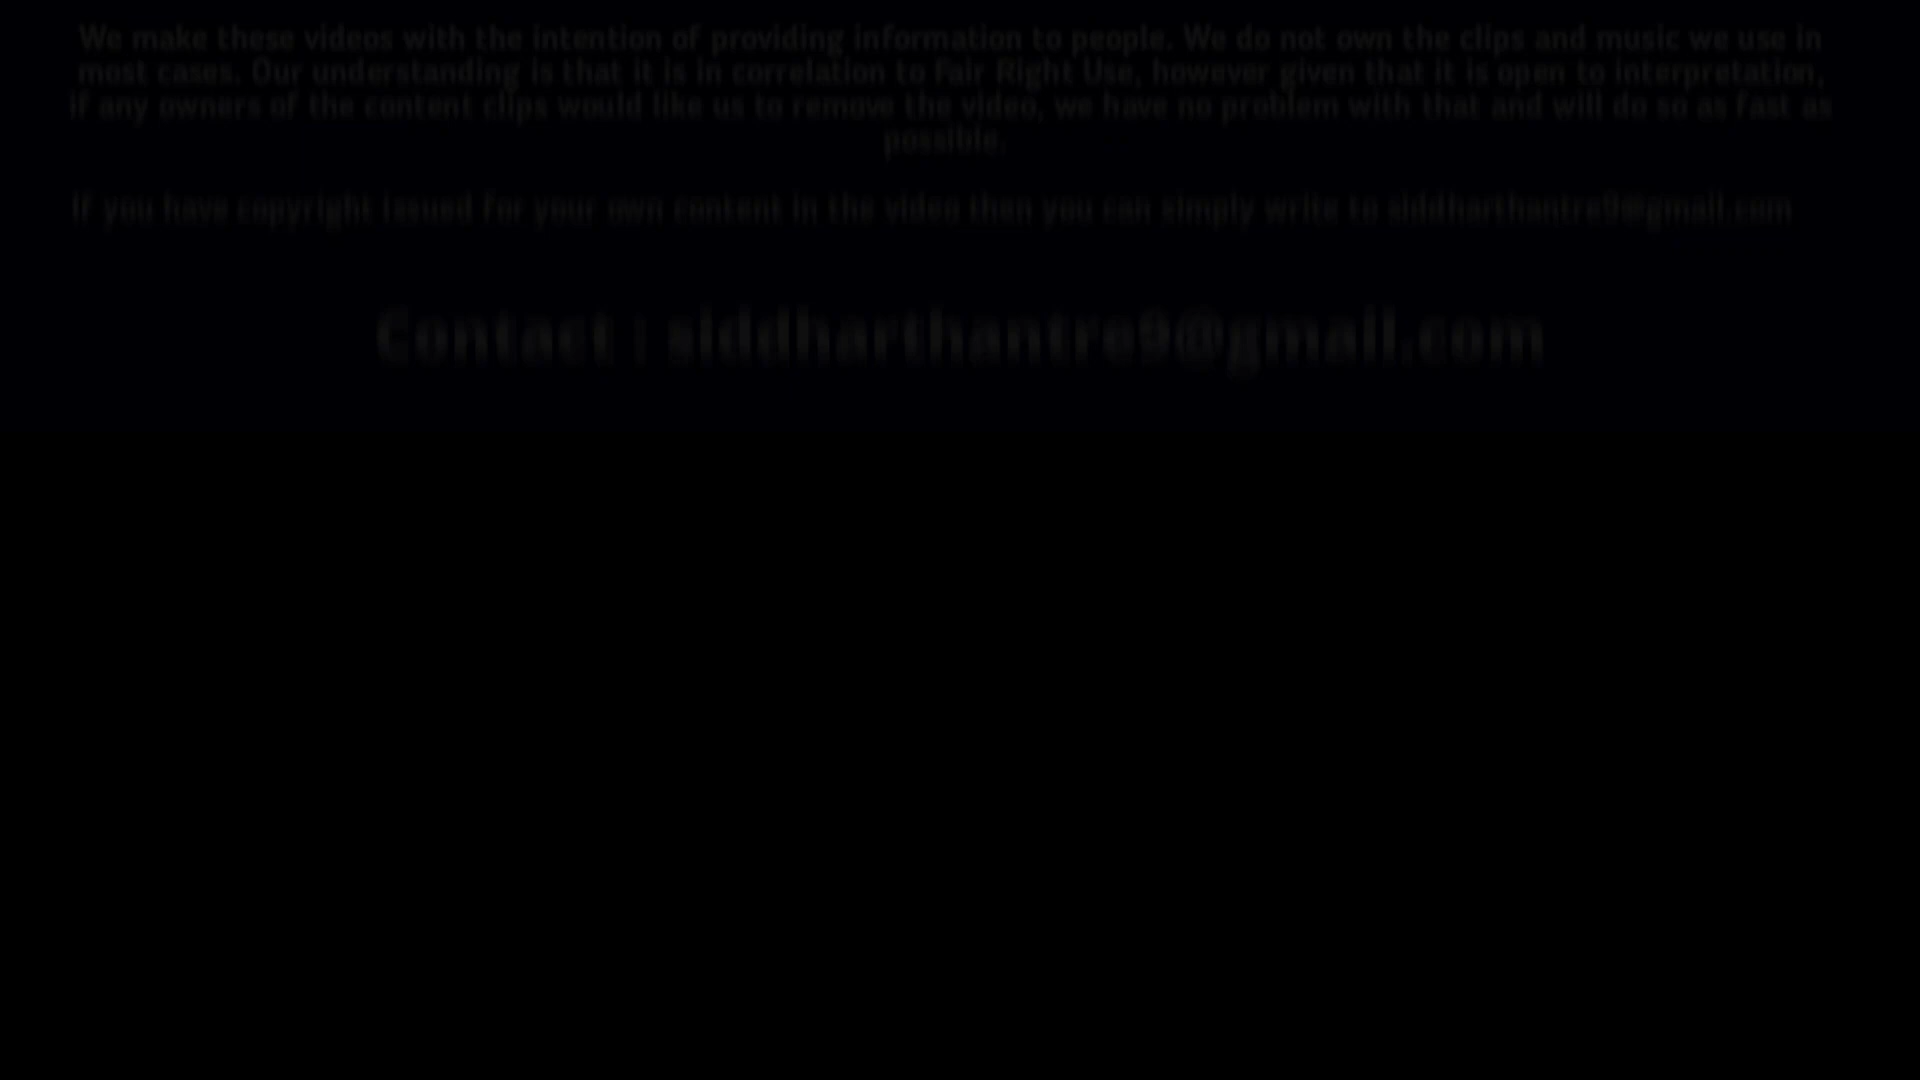 We make these videos with the intention of providing information to people. We do not own the clips and music we use in
most cases. Our understanding is that it is in correlation to Fair Right Use, however given that it is open to interpretation,
if any owners of the content clips would like us to remove the video, we have no problem with that and will do so as fast as
possible.
If you have copyright issued for your own content in the video then you can simply write to siddharthantre9@gmail.com
Contact : siddharthantre9@gmail.com